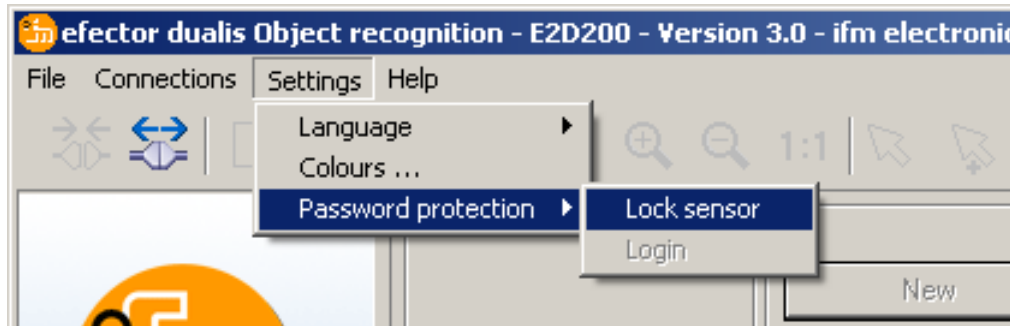 efector dualis Object recognition - E2D200 - Version 3.0 - ifm electronic
File Connections Settings Help
Language
1:1
Colours ...
Password protection
Lock sensor
Login
New